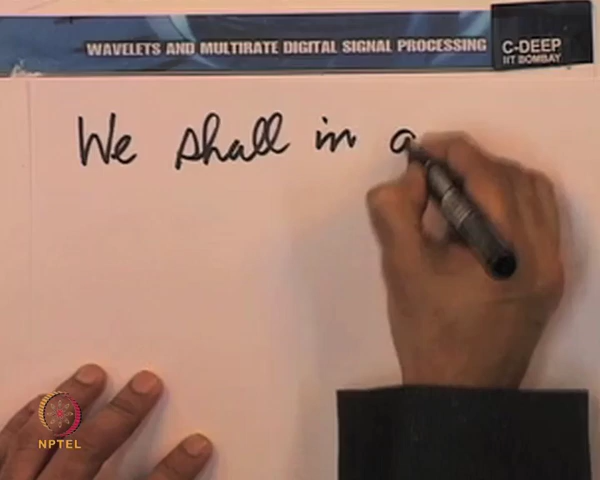 WAVELETS AND MULTIRATE DIGITAL SIGNAL PROCESSING
C-DEEP
IIT BOMBAY
We shall in a
NPTEL